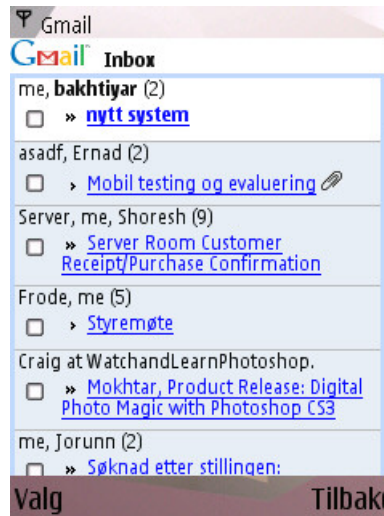 Gmail
Gmail Inbox
me, bakhtiyar (2)
» nytt system
asadf, Ernad (2)
› Mobil testing og evaluering
Server, me, Shoresh (9)
» Server Room Customer
Receipt/Purchase Confirmation
Frode, me (5)
› Styremøte
Craig at WatchandLearnPhotoshop.
» Mokhtar, Product Release: Digital
Photo Magic with Photoshop CS3
me, Jorunn (2)
» Søknad etter stillingen:
Valg Tilbake